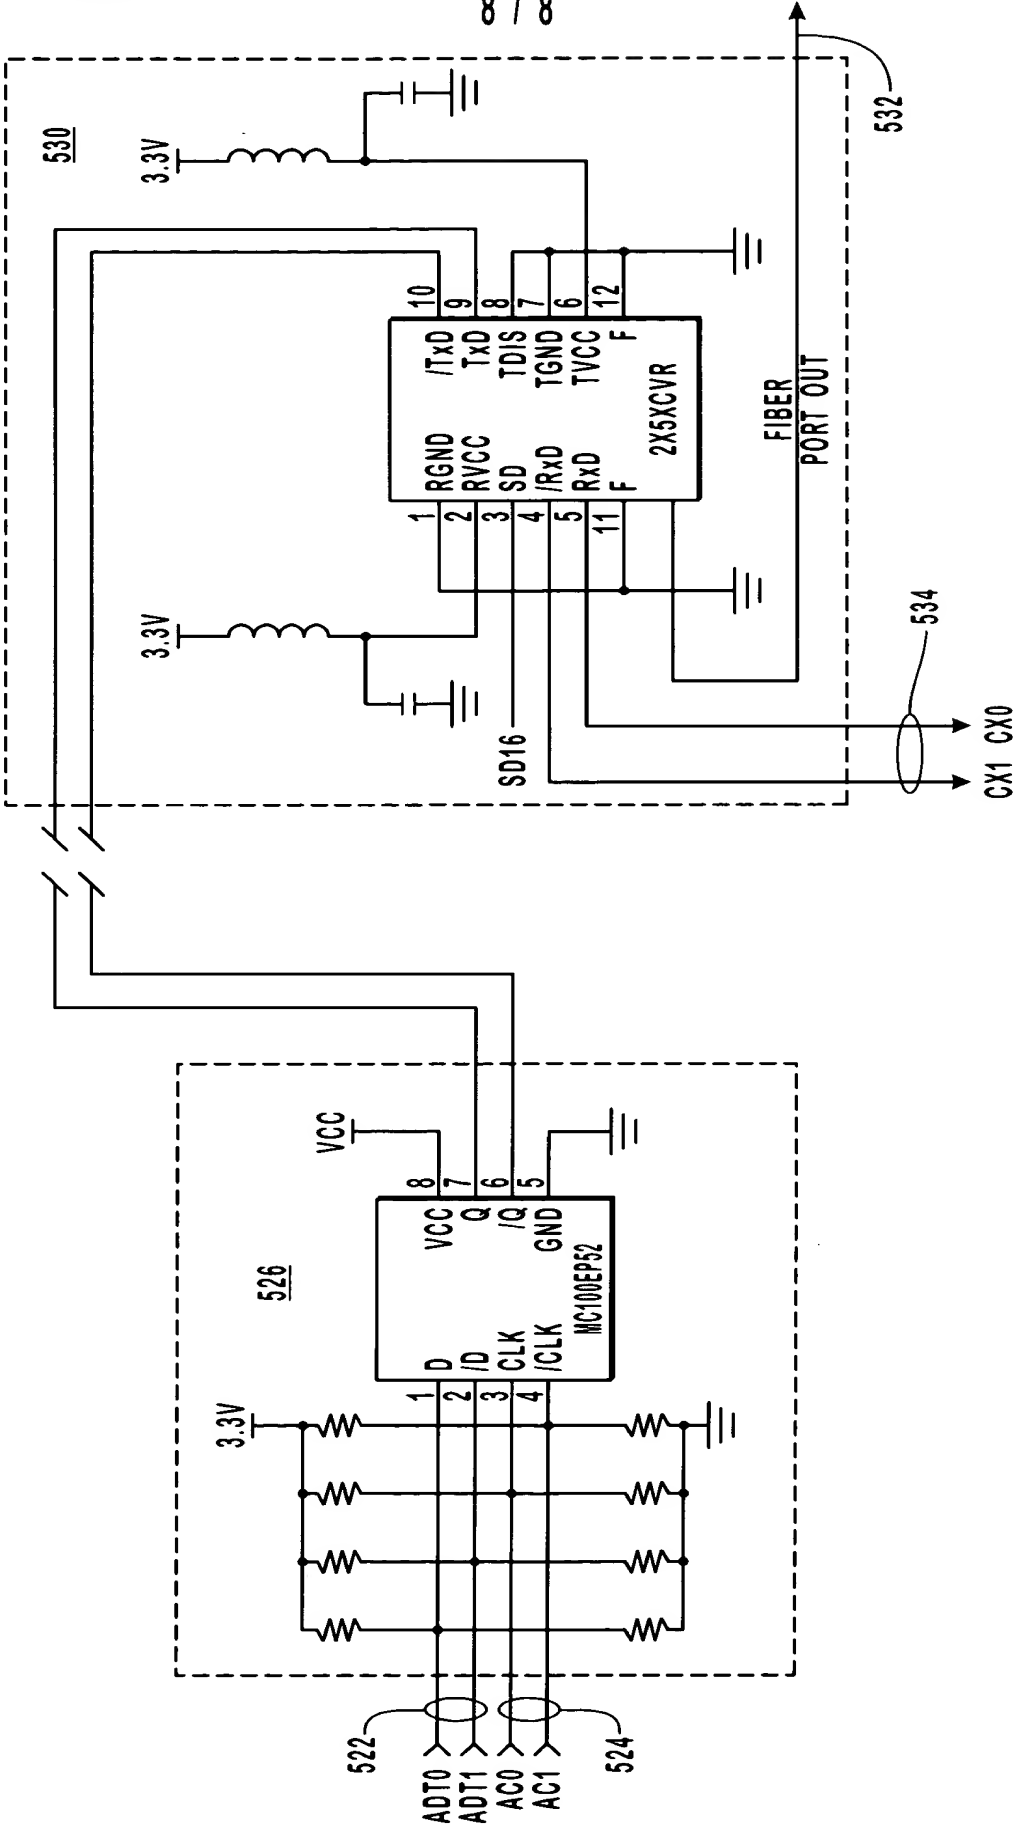 8 / 8
530
3.3V
3.3V
532
10
9
8
7
6
12
/TxD
TxD
TDIS
TGND
TVCC
F
RGND
RVCC
SD
/RxD
RxD
F
2X5XCVR
1
2
3
4
5
11
FIBER
PORT OUT
SD16
534
CX1 CX0
526
VCC
3.3V
8
7
6
5
VCC
Q
/Q
GND
D
/D
CLK
/CLK
MC100EP52
1
2
3
4
522
524
ADT0
ADT1
AC0
AC1